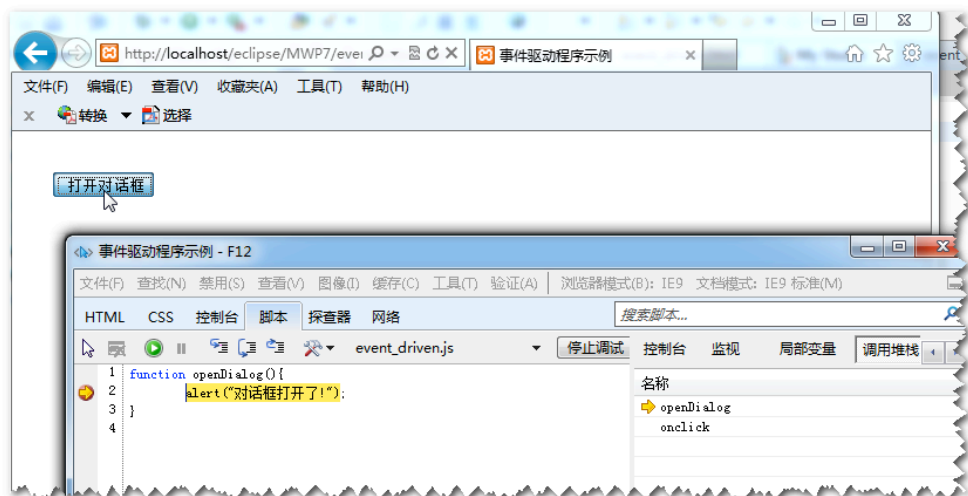 http://localhost/eclipse/MWP7/eve 事件驱动程序示例
文件(F) 编辑(E) 查看(V) 收藏夹(A) 工具(T) 帮助(H)
转换 选择
打开对话框
事件驱动程序示例 - F12
文件(F) 查找(N) 禁用(S) 查看(V) 图像(I) 缓存(C) 工具(T) 验证(A) 浏览器模式(B): IE9 文档模式: IE9 标准(M)
HTML CSS 控制台 脚本 探查器 网络 搜索脚本...
event_driven.js 停止调试 控制台 监视 局部变量 调用堆栈
1 function openDialog(){
2 alert("对话框打开了!");
3 }
4
名称
openDialog
onclick